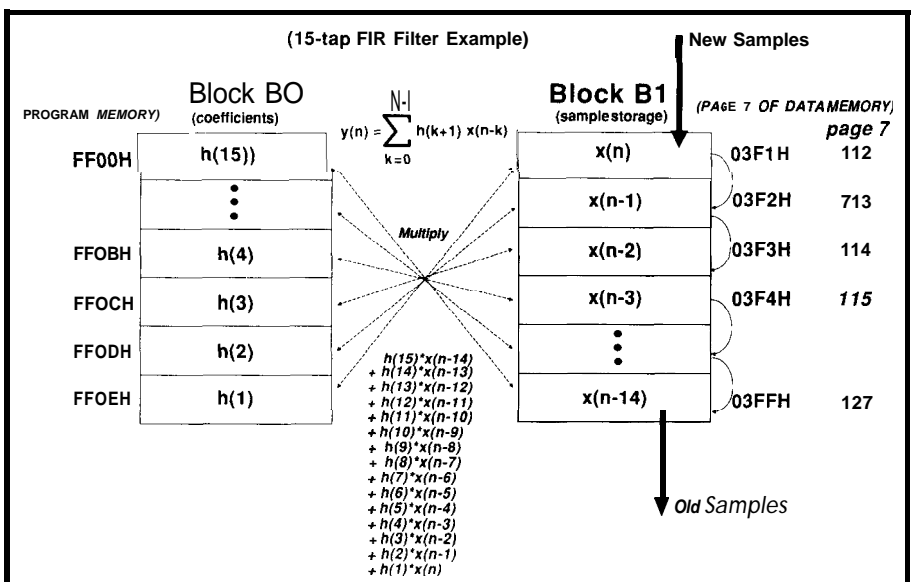 (15-tap FIR Filter Example)
New Samples
Block BO
(coefficients)
PROGRAM MEMORY)
N-I
y(n) = ∑ h(k+1) x(n-k)
k=0
Block B1
(sample storage)
(PAGE 7 OF DATA MEMORY)
page 7
FF00H h(15)) x(n) 03F1H 112
x(n-1) 03F2H 713
Multiply
FFOBH h(4) x(n-2) 03F3H 114
FFOCH h(3) x(n-3) 03F4H 115
FFODH h(2)
FFOEH h(1) x(n-14) 03FFH 127
h(15)*x(n-14)
+ h(14)*x(n-13)
+ h(13)*x(n-12)
+ h(12)*x(n-11)
+ h(11)*x(n-10)
+ h(10)*x(n-9)
+ h(9)*x(n-8)
+ h(8)*x(n-7)
+ h(7)*x(n-6)
+ h(6)*x(n-5)
+ h(5)*x(n-4)
+ h(4)*x(n-3)
+ h(3)*x(n-2)
+ h(2)*x(n-1)
+ h(1)*x(n)
Old Samples